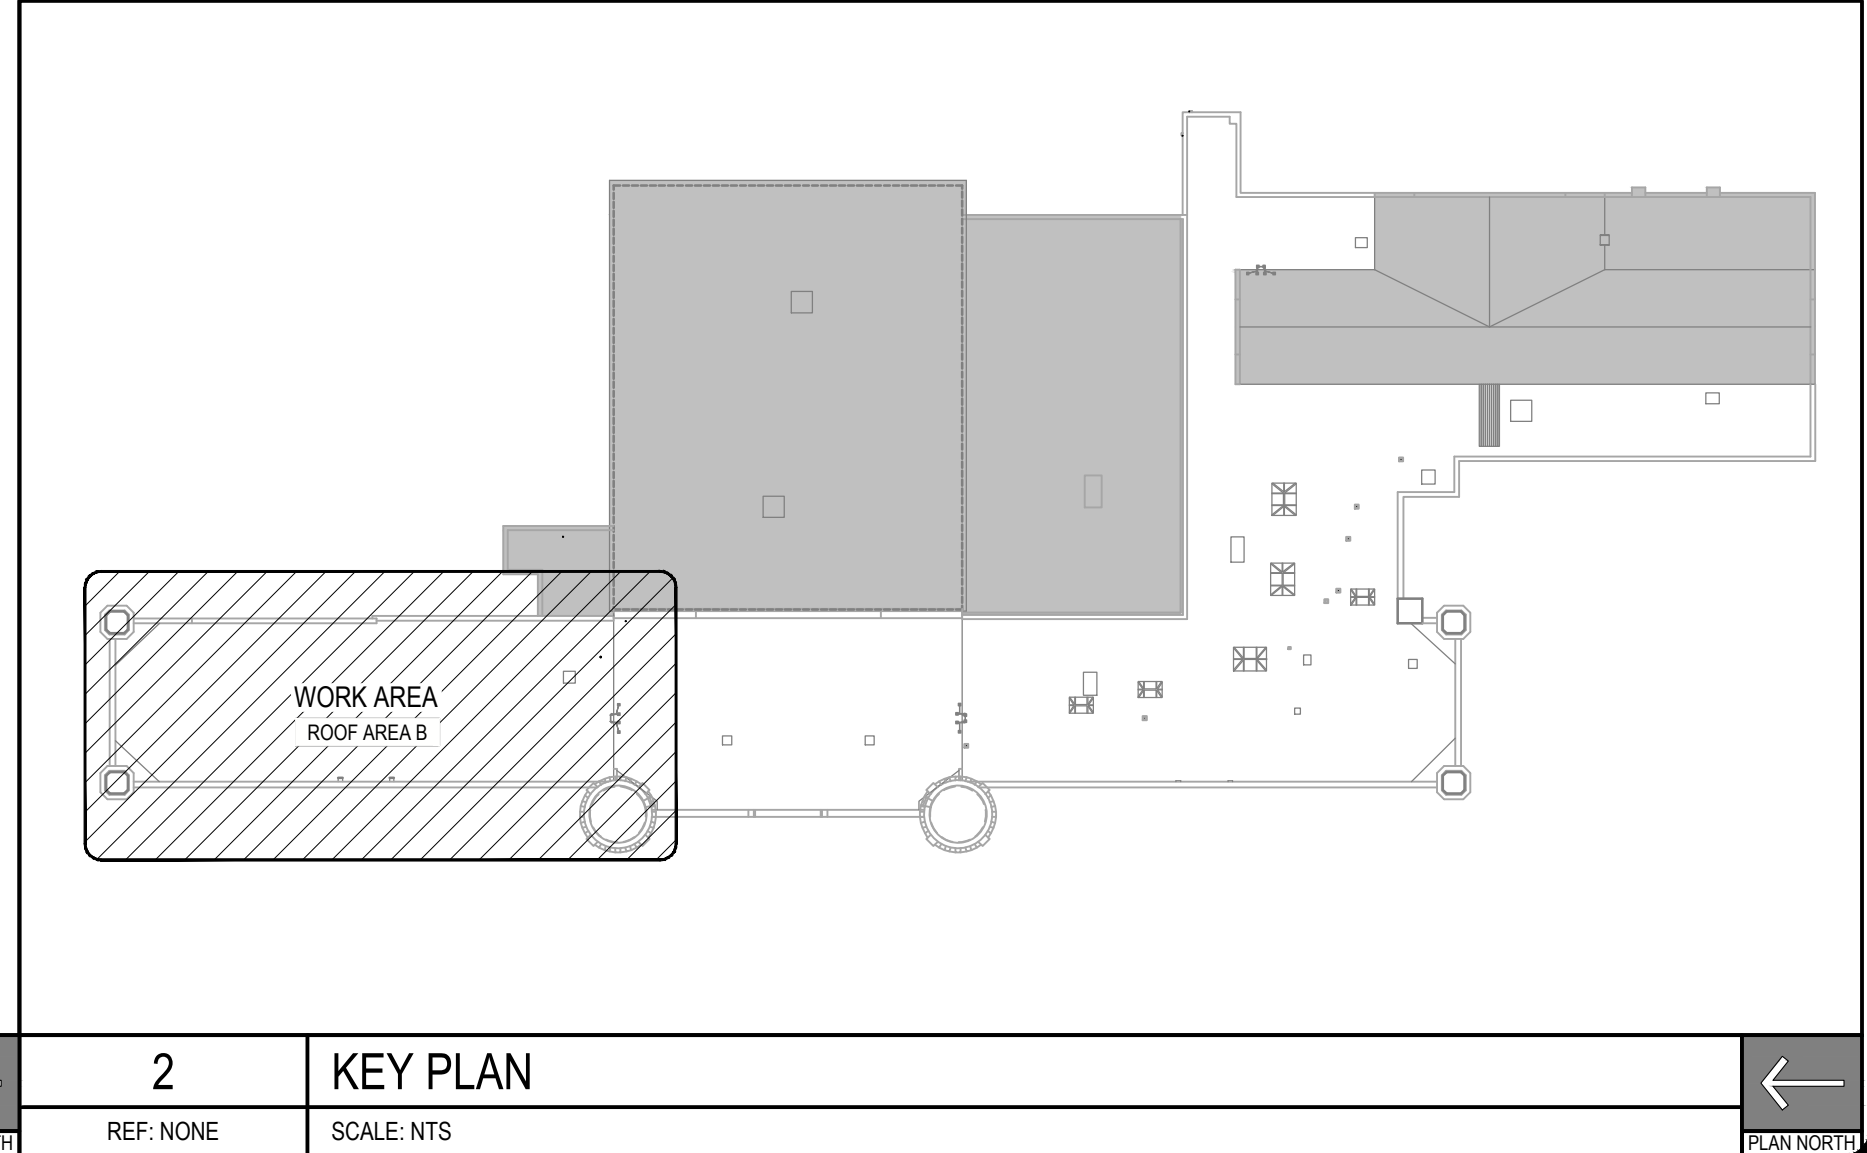 WORK AREA
ROOF AREA B
2
KEY PLAN
REF: NONE
SCALE: NTS
PLAN NORTH